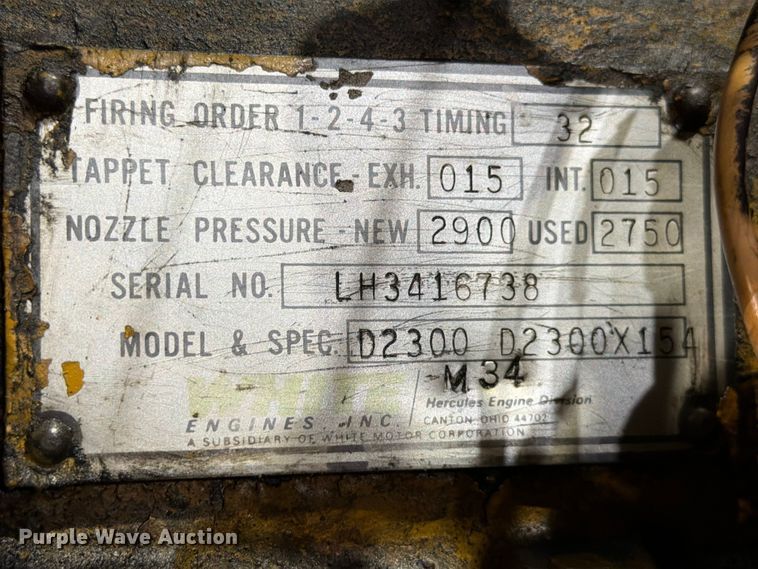 FIRING ORDER 1-2-4-3 TIMING 32
TAPPET CLEARANCE-EXH. 015 INT. 015
NOZZLE PRESSURE-NEW 2900 USED 2750
SERIAL NO. LH3416738
MODEL & SPEC. D2300 D2300X154
M34
WHITE
Hercules Engine Division
ENGINES, INC. CANTON, OHIO 44702
A SUBSIDIARY OF WHITE MOTOR CORPORATION
Purple Wave Auction